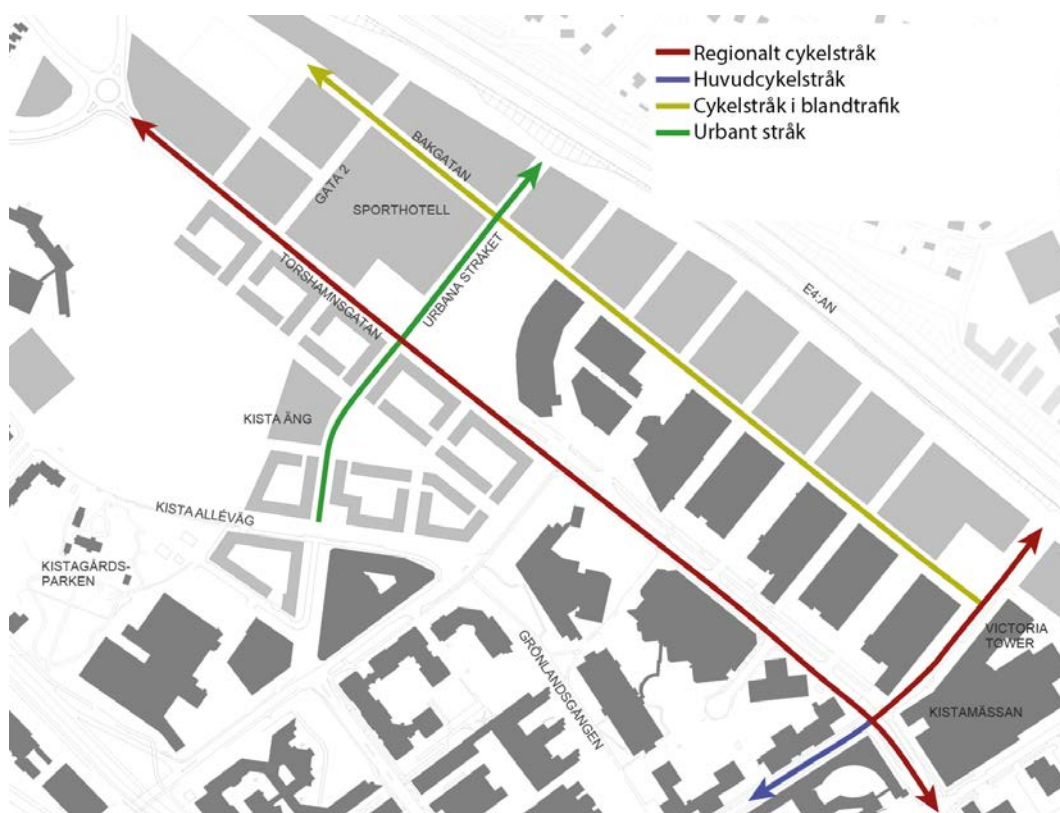 Regionalt cykelstråk
Huvudcykelstråk
Cykelstråk i blandtrafik
Urbant stråk
BAKGATAN
GATA 2
SPORTHOTELL
TORSHAMNSGATAN
URBANA STRÅKET
E4:AN
KISTA ÄNG
KISTA ALLÉVÄG
KISTAGÅRDS-
PARKEN
GRÖNLANDSGÅNGEN
VICTORIA
TOWER
KISTAMÄSSAN